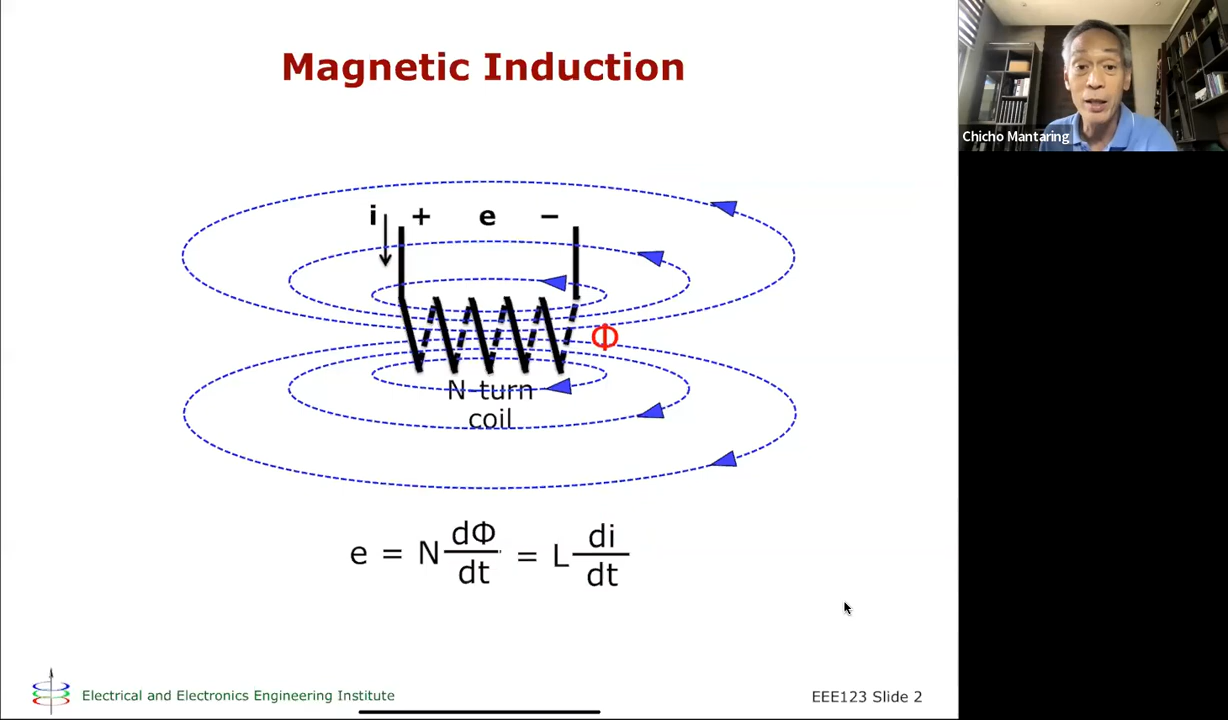 Magnetic Induction
Chicho Mantaring
i + e −
Φ
N-turn
coil
e = N dΦ/dt = L di/dt
Electrical and Electronics Engineering Institute
EEE123 Slide 2